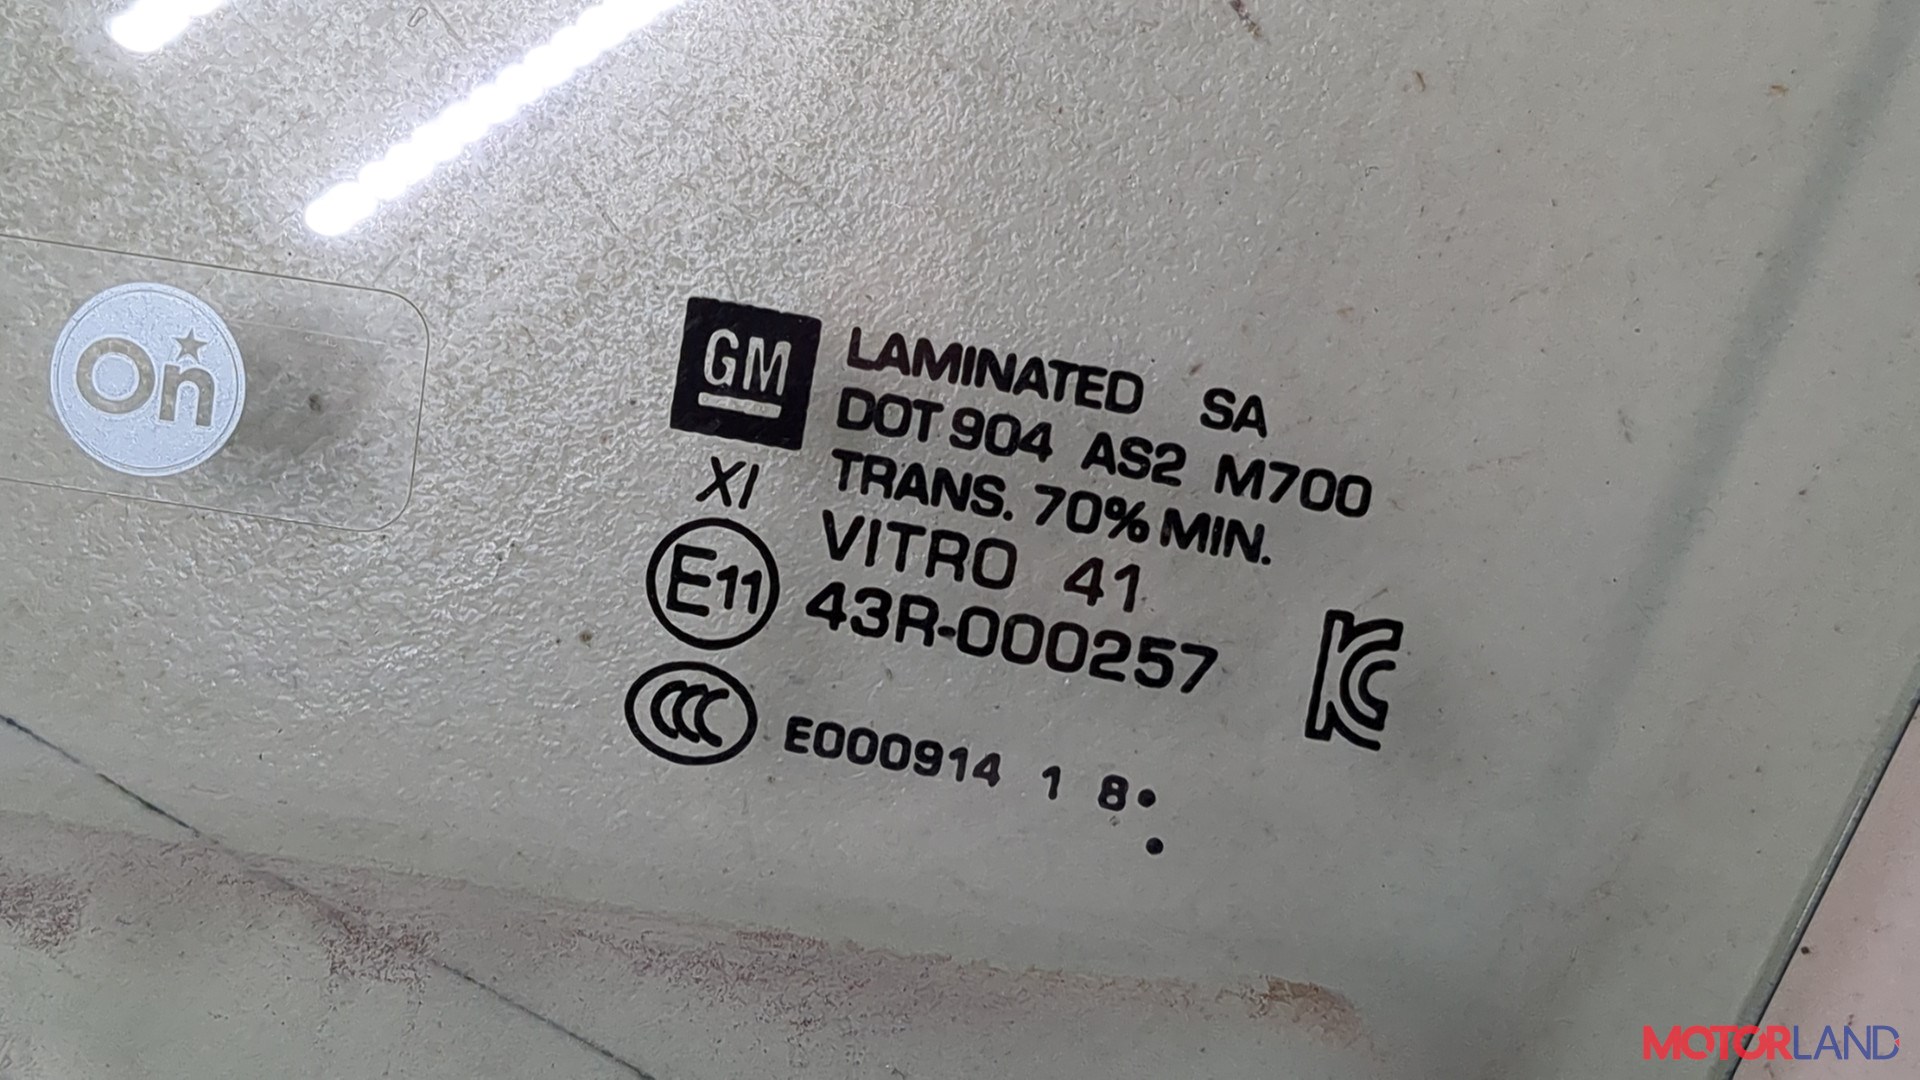 On
GM
LAMINATED SA
DOT 904 AS2 M700
TRANS. 70% MIN.
XI
VITRO 41
E11
43R-000257
CCC
E000914 1 8
KC
MOTORLAND